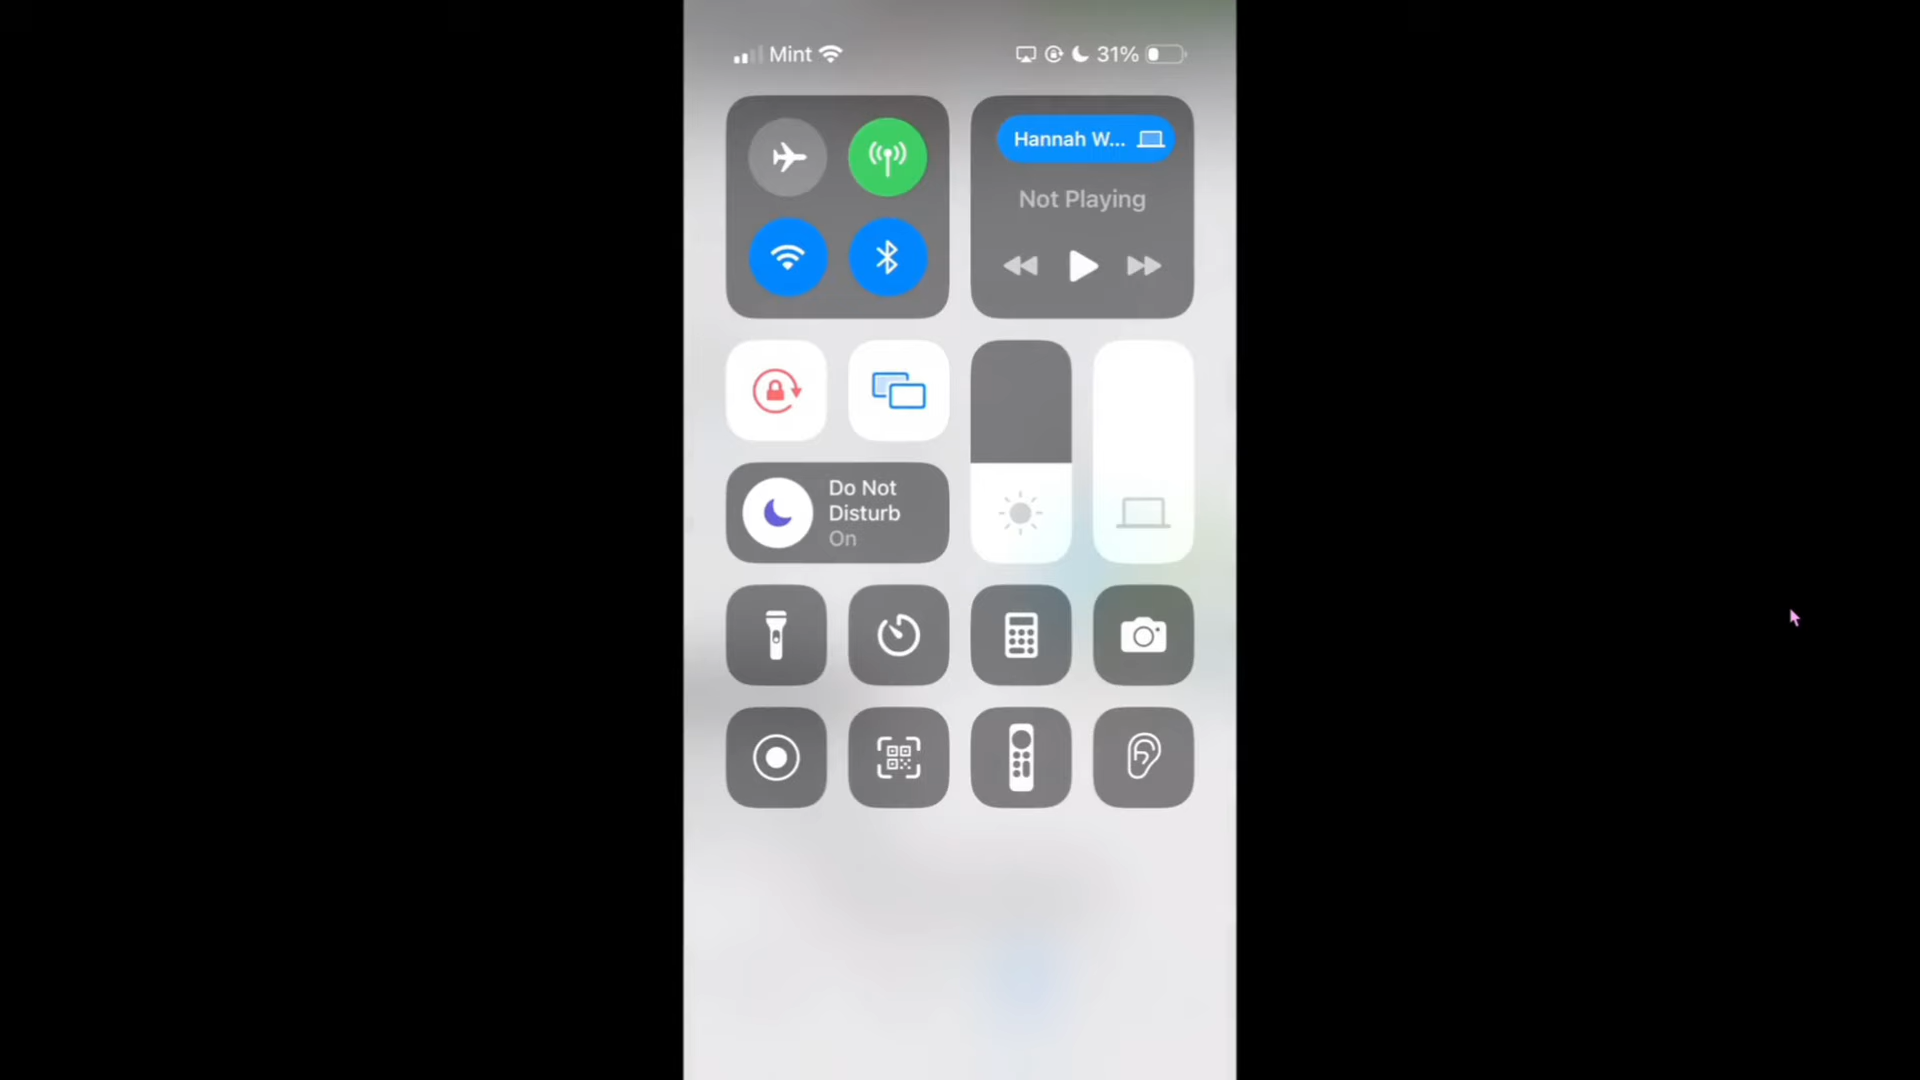 Mint
31%
Hannah W...
Not Playing
Do Not
Disturb
On